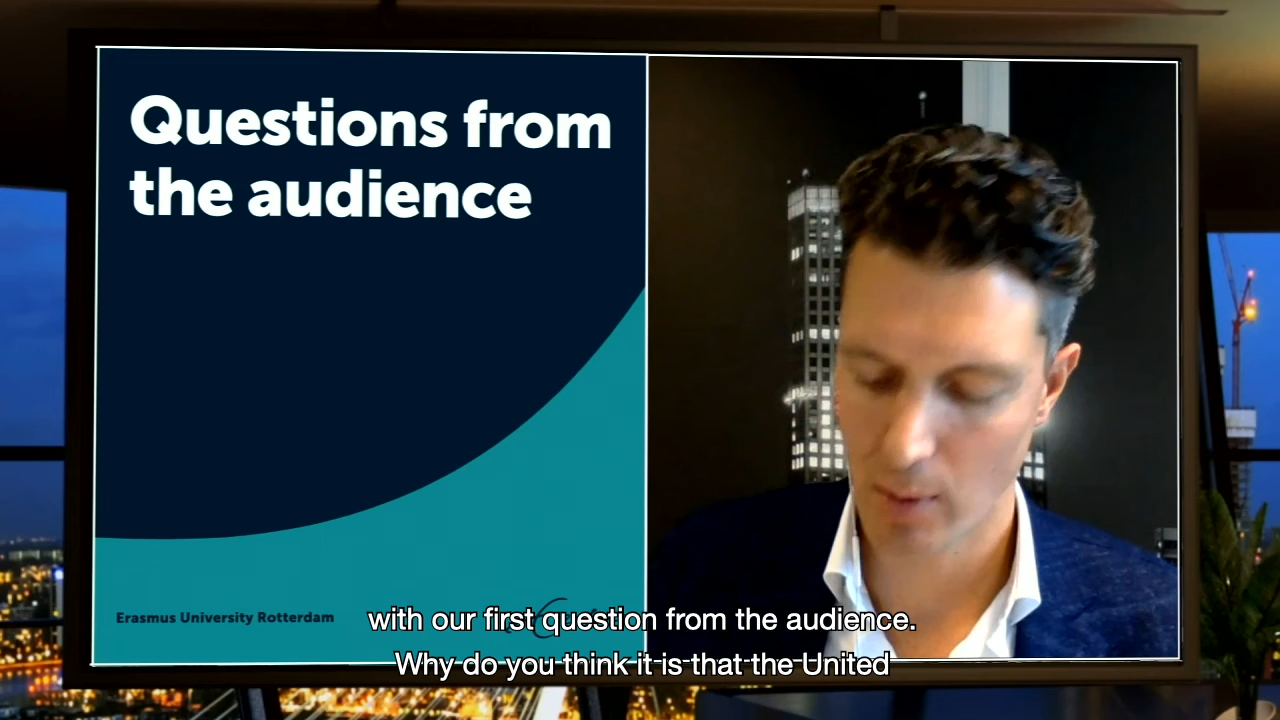 Questions from
the audience
Erasmus University Rotterdam
with our first question from the audience.
Why do you think it is that the United